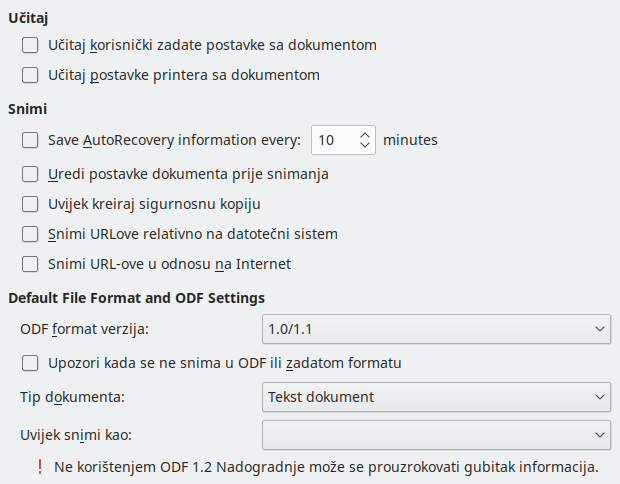 Učitaj
Učitaj korisnički zadate postavke sa dokumentom
Učitaj postavke printera sa dokumentom
Snimi
Save AutoRecovery information every: 10 minutes
Uredi postavke dokumenta prije snimanja
Uvijek kreiraj sigurnosnu kopiju
Snimi URLove relativno na datotečni sistem
Snimi URL-ove u odnosu na Internet
Default File Format and ODF Settings
ODF format verzija: 1.0/1.1
Upozori kada se ne snima u ODF ili zadatom formatu
Tip dokumenta: Tekst dokument
Uvijek snimi kao:
! Ne korištenjem ODF 1.2 Nadogradnje može se prouzrokovati gubitak informacija.